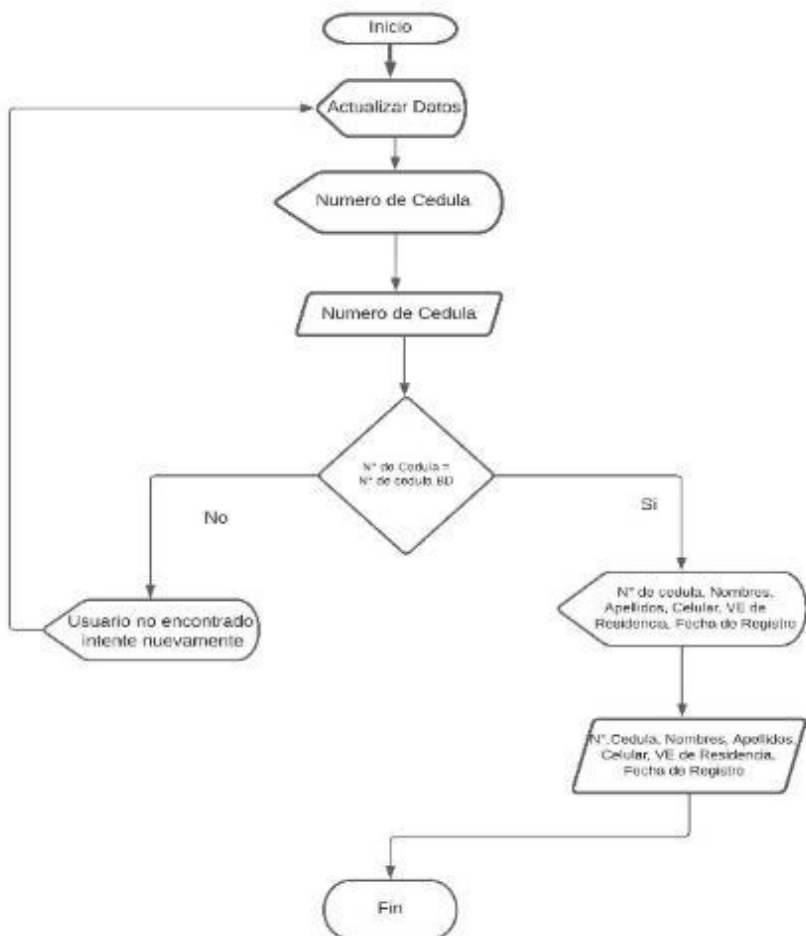 Inicio
Actualizar Datos
Numero de Cedula
Numero de Cedula
N° de Cedula =
N° de cedula BD
No
Si
Usuario no encontrado
intente nuevamente
N° de cedula, Nombres,
Apellidos, Celular, VE de
Residencia, Fecha de Registro
N°.Cedula, Nombres, Apellidos,
Celular, VE de Residencia,
Fecha de Registro
Fin